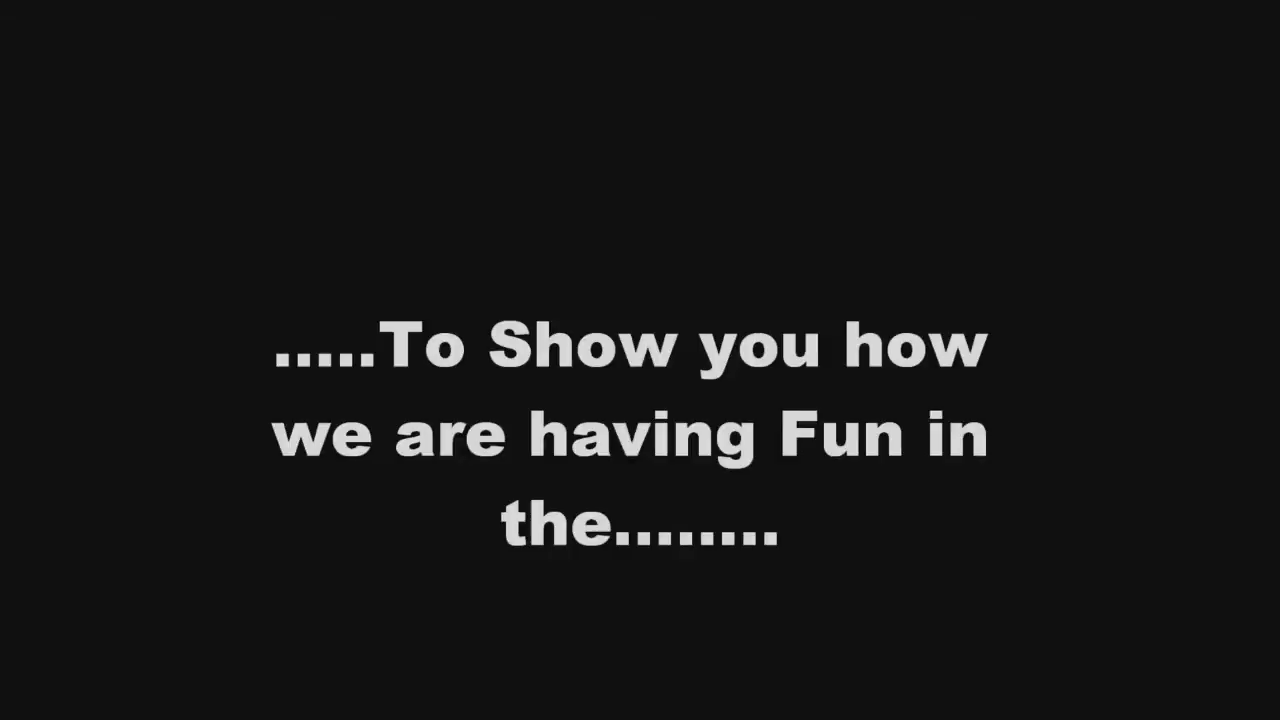 .....To Show you how
we are having Fun in
the........